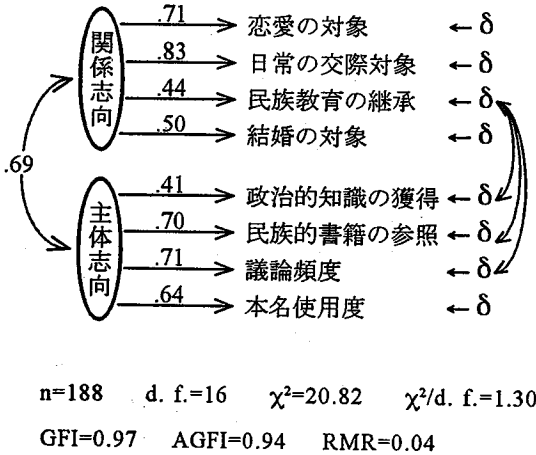 .71 恋愛の対象 ← δ
.83 日常の交際対象 ← δ
関係志向 .44 民族教育の継承 ← δ
.50 結婚の対象 ← δ
.69
.41 政治的知識の獲得 ← δ
.70 民族的書籍の参照 ← δ
主体志向 .71 議論頻度 ← δ
.64 本名使用度 ← δ
n=188 d. f.=16 χ²=20.82 χ²/d. f.=1.30
GFI=0.97 AGFI=0.94 RMR=0.04